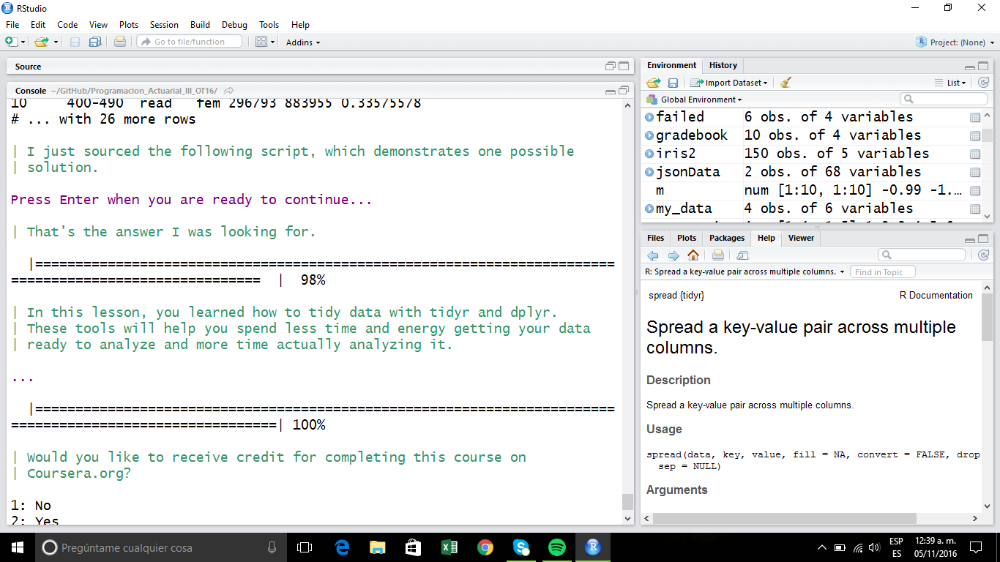 RStudio
File Edit Code View Plots Session Build Debug Tools Help
Go to file/function
Addins
Project: (None)
Source
Console ~/GitHub/Programacion_Actuarial_III_OT16/
10 400-490 read fem 296793 883955 0.33575578
# ... with 26 more rows
| I just sourced the following script, which demonstrates one possible
| solution.
Press Enter when you are ready to continue...
| That's the answer I was looking for.
|========================================================================
=============================== | 98%
| In this lesson, you learned how to tidy data with tidyr and dplyr.
| These tools will help you spend less time and energy getting your data
| ready to analyze and more time actually analyzing it.
...
|========================================================================
=================================| 100%
| Would you like to receive credit for completing this course on
| Coursera.org?
1: No
2: Yes
Environment History
Import Dataset List
Global Environment
failed 6 obs. of 4 variables
gradebook 10 obs. of 4 variables
iris2 150 obs. of 5 variables
jsonData 2 obs. of 68 variables
m num [1:10, 1:10] -0.99 -1....
my_data 4 obs. of 6 variables
Files Plots Packages Help Viewer
R: Spread a key-value pair across multiple columns. Find in Topic
spread {tidyr} R Documentation
Spread a key-value pair across multiple
columns.
Description
Spread a key-value pair across multiple columns.
Usage
spread(data, key, value, fill = NA, convert = FALSE, drop
sep = NULL)
Arguments
Pregúntame cualquier cosa
ESP
ES
12:39 a. m.
05/11/2016